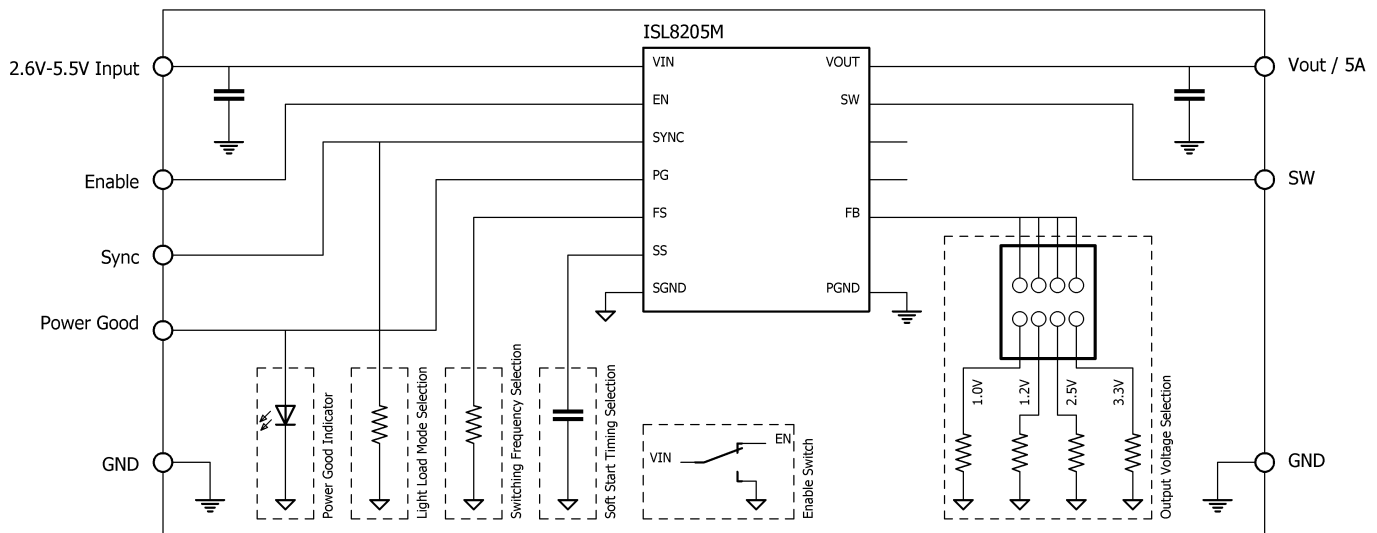 ISL8205M
2.6V-5.5V Input
VIN
VOUT
Vout / 5A
EN
SW
SYNC
Enable
PG
SW
FS
FB
Sync
SS
SGND
PGND
Power Good
Power Good Indicator
Light Load Mode Selection
Switching Frequency Selection
Soft Start Timing Selection
VIN
EN
Enable Switch
1.0V
1.2V
2.5V
3.3V
Output Voltage Selection
GND
GND